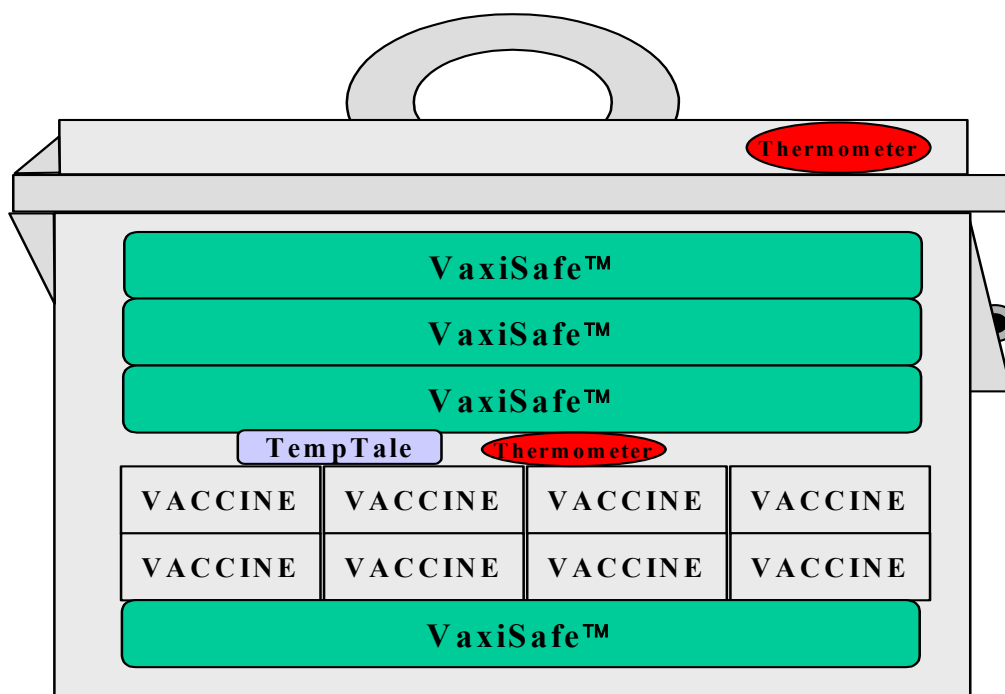 Thermometer
VaxiSafe™
VaxiSafe™
VaxiSafe™
TempTale Thermometer
VACCINE VACCINE VACCINE VACCINE
VACCINE VACCINE VACCINE VACCINE
VaxiSafe™